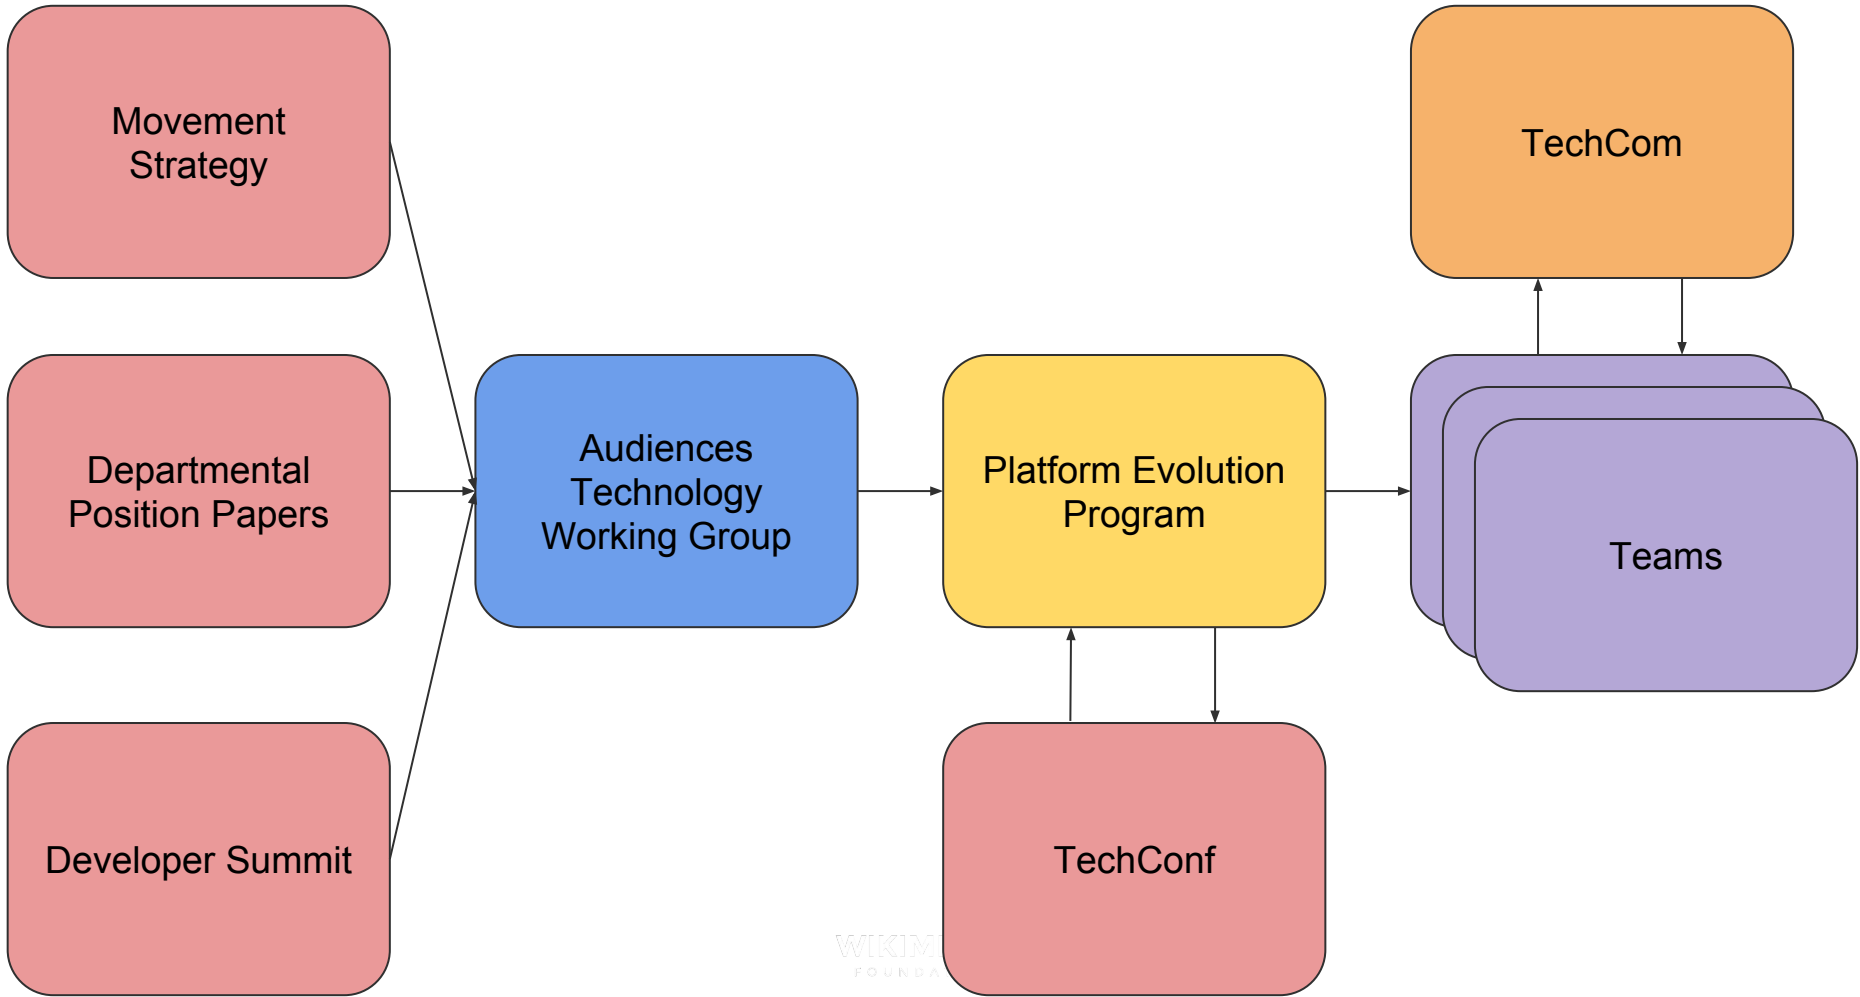 Movement
Strategy
TechCom
Departmental
Position Papers
Audiences
Technology
Working Group
Platform Evolution
Program
Teams
Developer Summit
TechConf